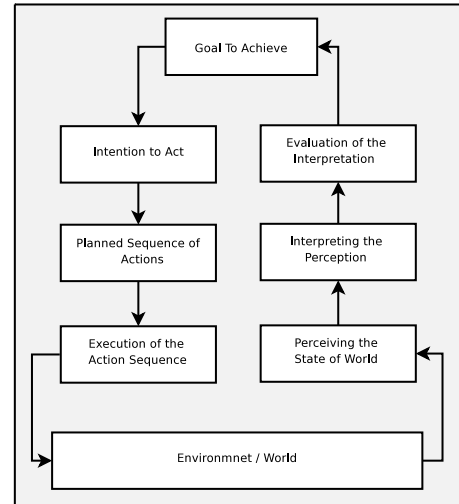 Goal To Achieve
Intention to Act
Planned Sequence of
Actions
Execution of the
Action Sequence
Environmnet / World
Perceiving the
State of World
Interpreting the
Perception
Evaluation of the
Interpretation